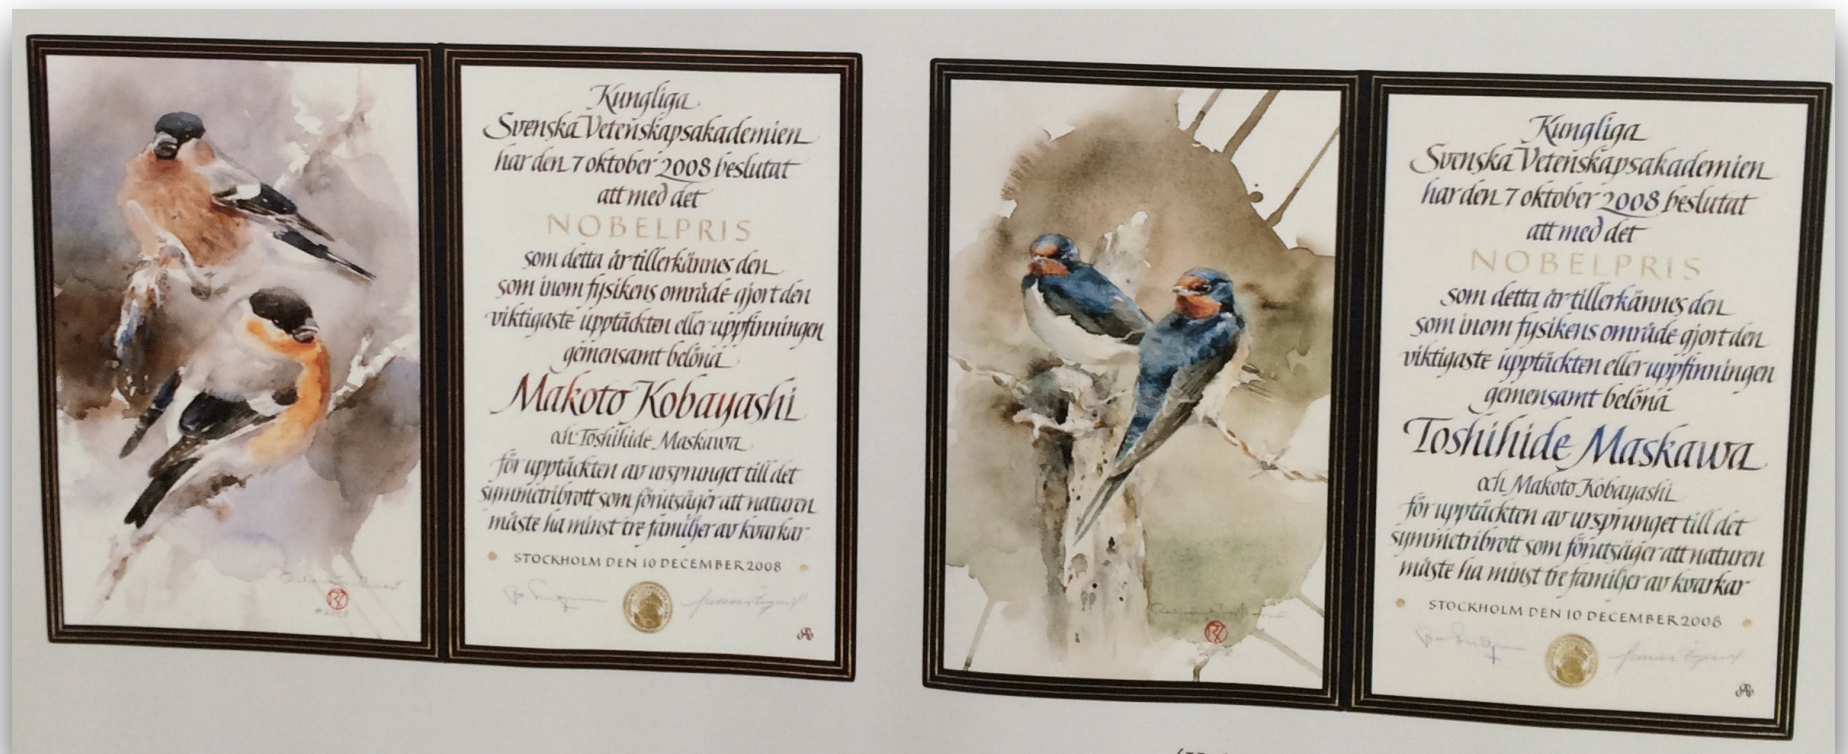 Kungliga
Svenska Vetenskapsakademien
har den 7 oktober 2008 beslutat
att med det
NOBELPRIS
som detta år tillerkännes den
som inom fysikens område gjort den
viktigaste upptäckten eller uppfinningen
gemensamt belöna
Makoto Kobayashi
och Toshihide Maskawa
för upptäckten av ursprunget till det
symmetribrott som förutsäger att naturen
måste ha minst tre familjer av kvarkar
STOCKHOLM DEN 10 DECEMBER 2008
Kungliga
Svenska Vetenskapsakademien
har den 7 oktober 2008 beslutat
att med det
NOBELPRIS
som detta år tillerkännes den
som inom fysikens område gjort den
viktigaste upptäckten eller uppfinningen
gemensamt belöna
Toshihide Maskawa
och Makoto Kobayashi
för upptäckten av ursprunget till det
symmetribrott som förutsäger att naturen
måste ha minst tre familjer av kvarkar
STOCKHOLM DEN 10 DECEMBER 2008